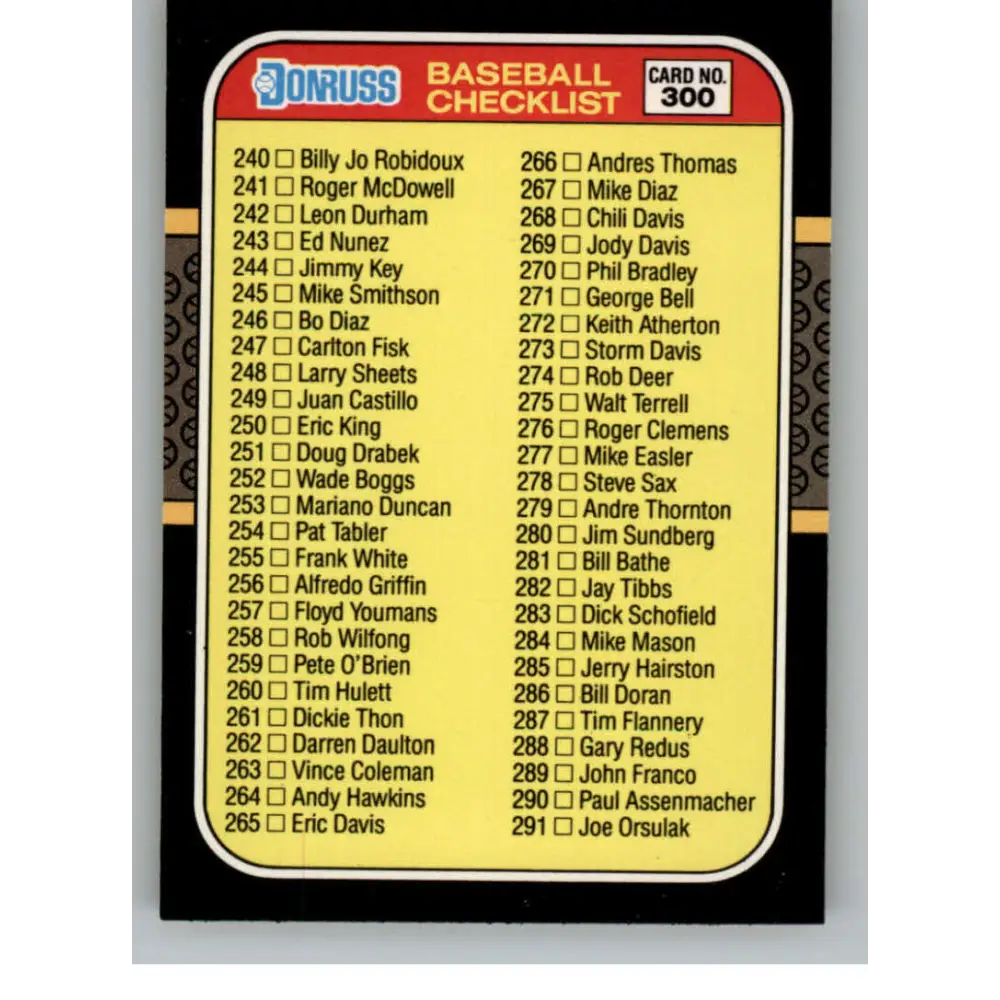 DONRUSS
BASEBALL
CHECKLIST
CARD NO.
300
240 □ Billy Jo Robidoux
241 □ Roger McDowell
242 □ Leon Durham
243 □ Ed Nunez
244 □ Jimmy Key
245 □ Mike Smithson
246 □ Bo Diaz
247 □ Carlton Fisk
248 □ Larry Sheets
249 □ Juan Castillo
250 □ Eric King
251 □ Doug Drabek
252 □ Wade Boggs
253 □ Mariano Duncan
254 □ Pat Tabler
255 □ Frank White
256 □ Alfredo Griffin
257 □ Floyd Youmans
258 □ Rob Wilfong
259 □ Pete O'Brien
260 □ Tim Hulett
261 □ Dickie Thon
262 □ Darren Daulton
263 □ Vince Coleman
264 □ Andy Hawkins
265 □ Eric Davis
266 □ Andres Thomas
267 □ Mike Diaz
268 □ Chili Davis
269 □ Jody Davis
270 □ Phil Bradley
271 □ George Bell
272 □ Keith Atherton
273 □ Storm Davis
274 □ Rob Deer
275 □ Walt Terrell
276 □ Roger Clemens
277 □ Mike Easler
278 □ Steve Sax
279 □ Andre Thornton
280 □ Jim Sundberg
281 □ Bill Bathe
282 □ Jay Tibbs
283 □ Dick Schofield
284 □ Mike Mason
285 □ Jerry Hairston
286 □ Bill Doran
287 □ Tim Flannery
288 □ Gary Redus
289 □ John Franco
290 □ Paul Assenmacher
291 □ Joe Orsulak